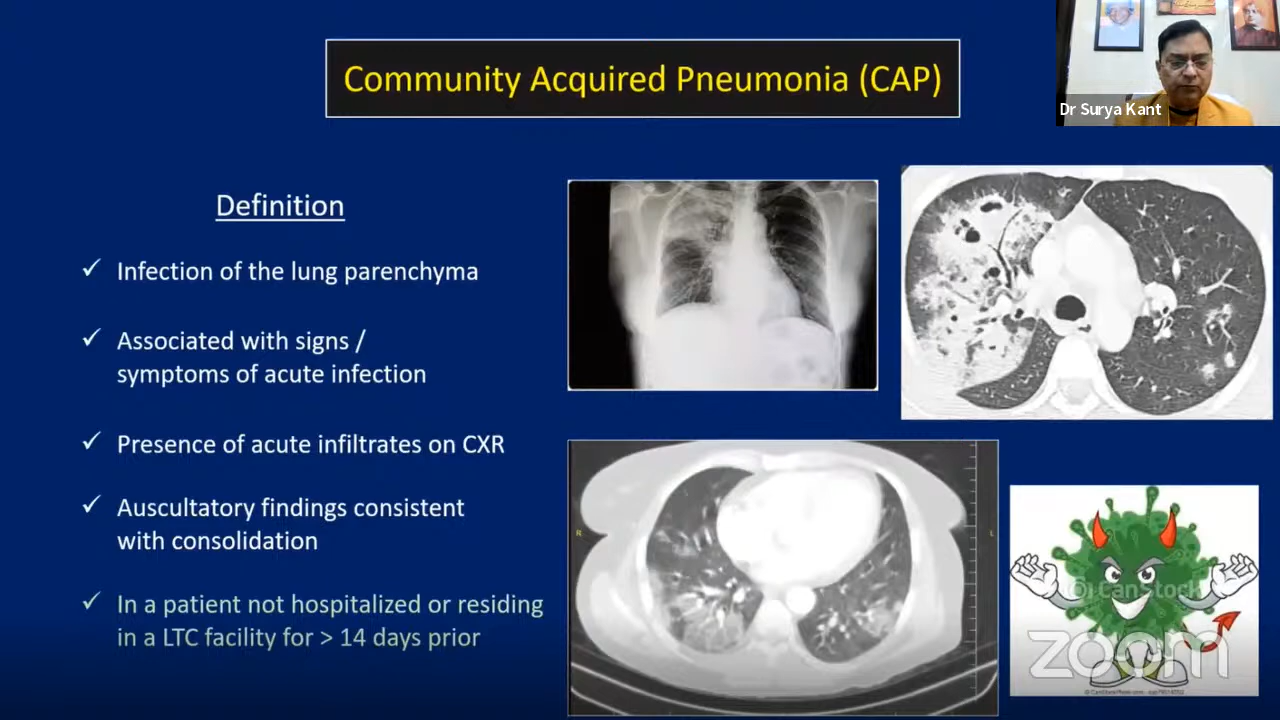 Community Acquired Pneumonia (CAP)
Dr Surya Kant
Definition
✓ Infection of the lung parenchyma
✓ Associated with signs /
symptoms of acute infection
✓ Presence of acute infiltrates on CXR
✓ Auscultatory findings consistent
with consolidation
✓ In a patient not hospitalized or residing
in a LTC facility for > 14 days prior
R
L
CanStock
zoom